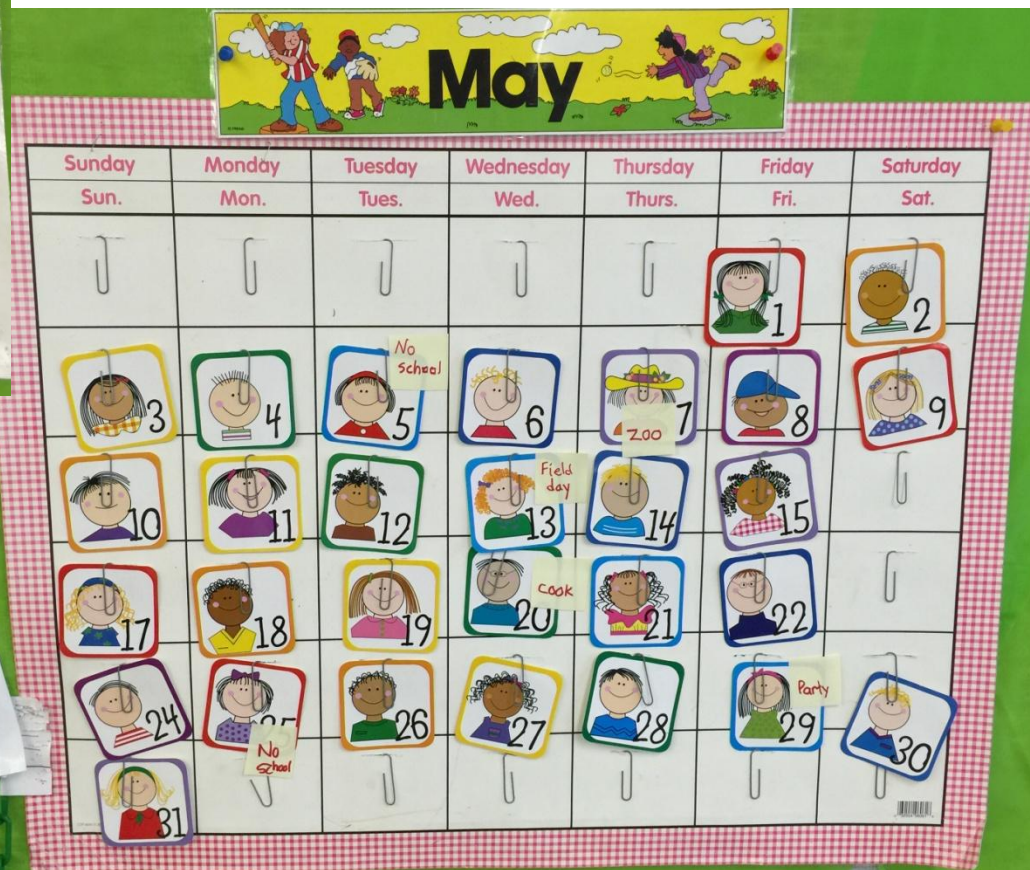 May
Sunday Monday Tuesday Wednesday Thursday Friday Saturday
Sun. Mon. Tues. Wed. Thurs. Fri. Sat.
1 2
No
school
3 4 5 6 7 8 9
ZOO
Field
day
10 11 12 13 14 15
Cook
17 18 19 20 21 22
Party
24 25 26 27 28 29 30
No
school
31